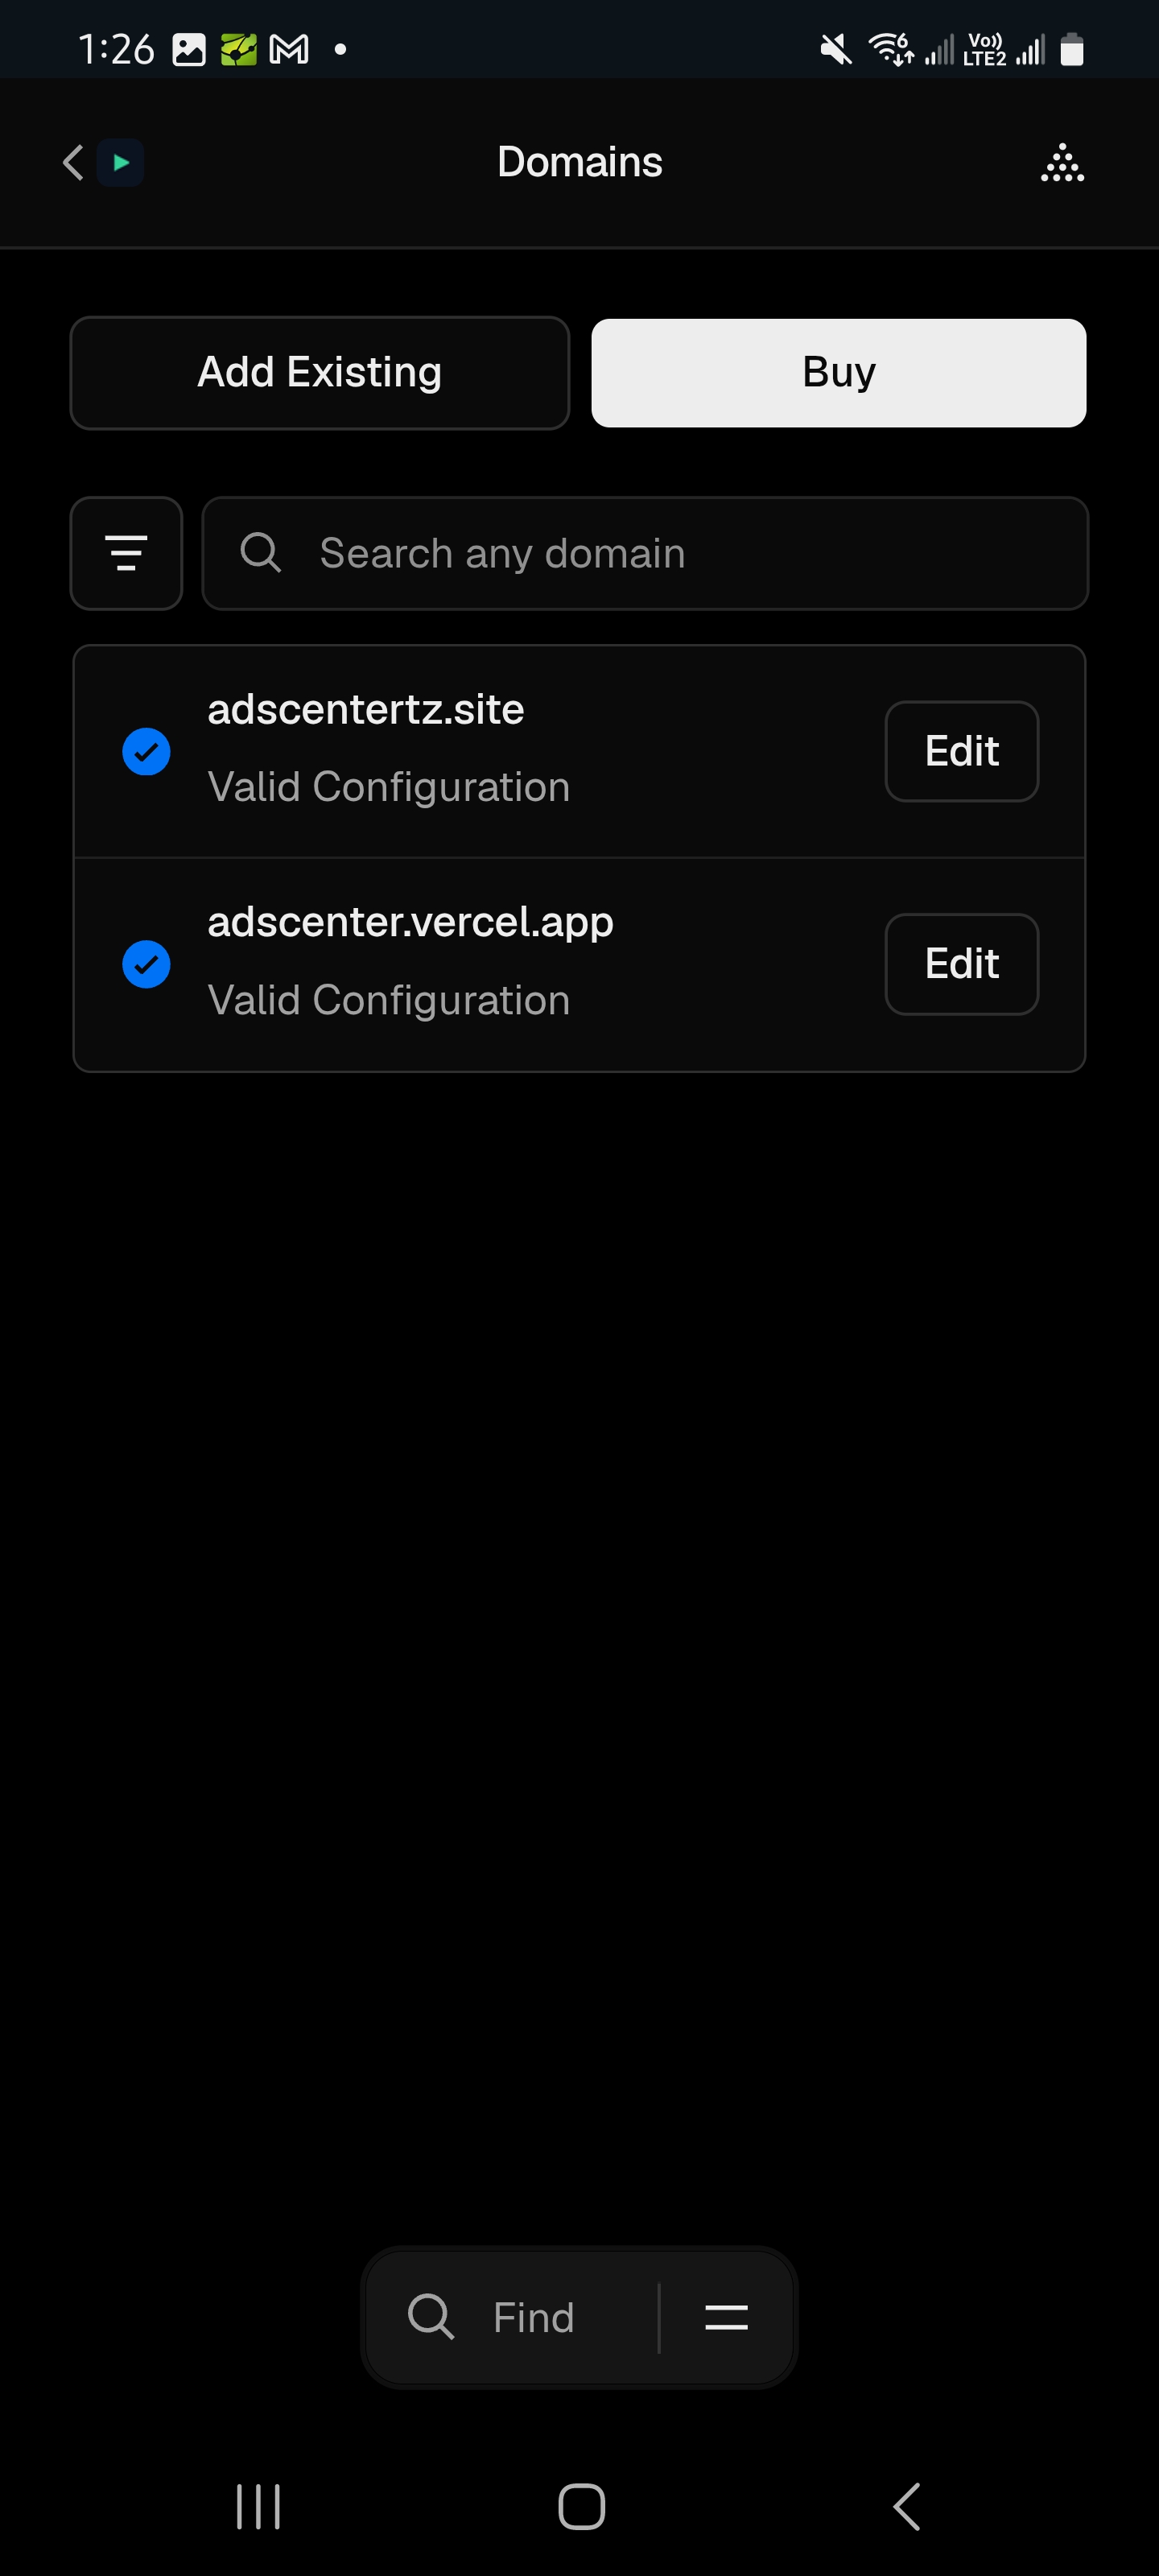 1:26
6 Vo)) LTE2
Domains
Add Existing
Buy
Search any domain
adscentertz.site
Valid Configuration
Edit
adscenter.vercel.app
Valid Configuration
Edit
Find